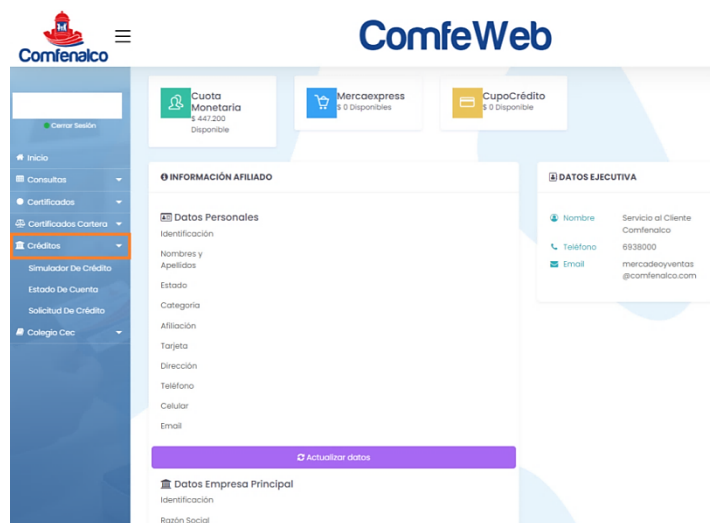 Comfenalco
ComfeWeb
Cerrar Sesión
Inicio
Consultas
Certificados
Certificados Cartera
Créditos
Simulador De Crédito
Estado De Cuenta
Solicitud De Crédito
Colegio Cec
Cuota
Monetaria
$ 447.200
Disponible
Mercaexpress
$ 0 Disponibles
CupoCrédito
$ 0 Disponible
INFORMACIÓN AFILIADO
Datos Personales
Identificación
Nombres y
Apellidos
Estado
Categoría
Afiliación
Tarjeta
Dirección
Teléfono
Celular
Email
Actualizar datos
Datos Empresa Principal
Identificación
Razón Social
DATOS EJECUTIVA
Nombre Servicio al Cliente
Comfenalco
Teléfono 6938000
Email mercadeoyventas
@comfenalco.com